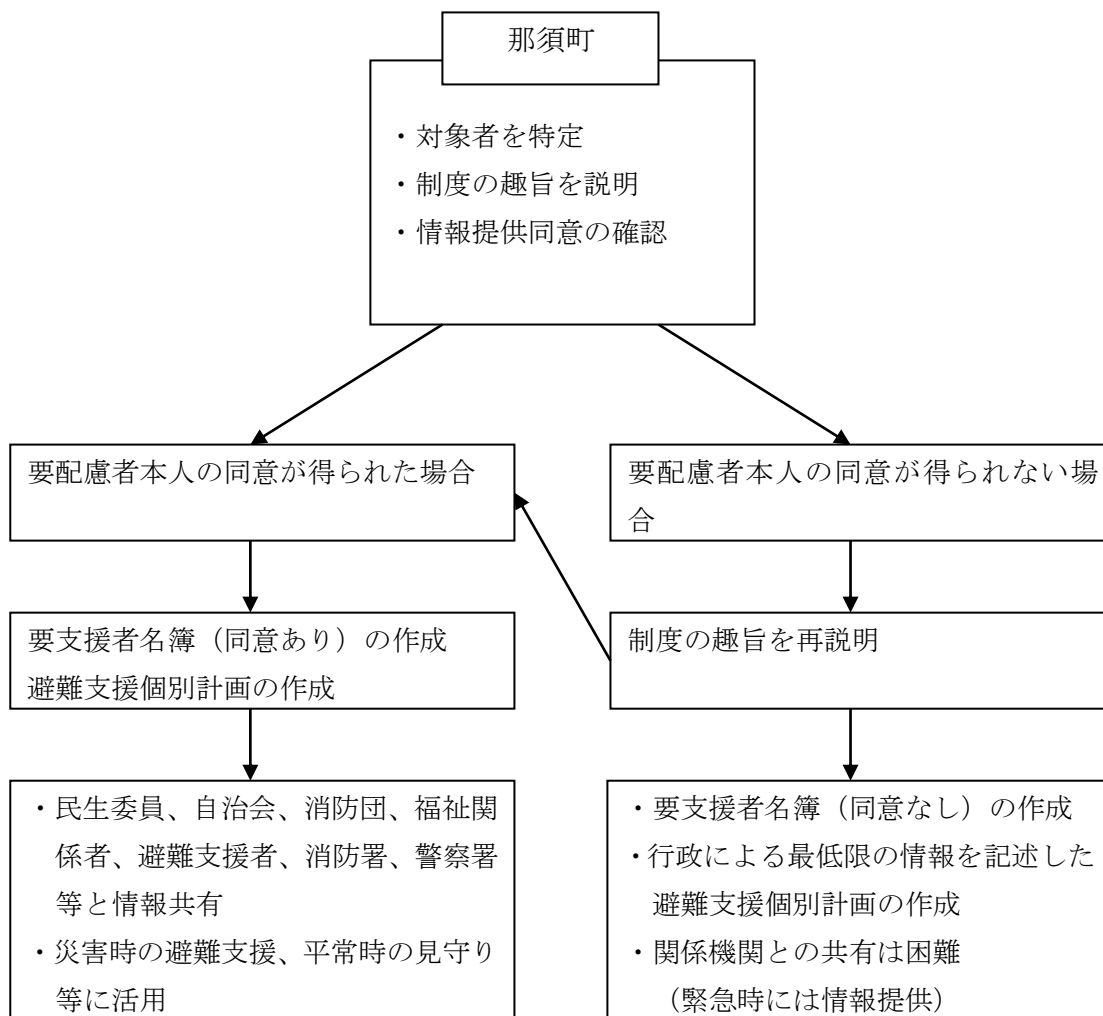 那須町
・対象者を特定
・制度の趣旨を説明
・情報提供同意の確認
要配慮者本人の同意が得られた場合
要配慮者本人の同意が得られない場
合
要支援者名簿（同意あり）の作成
避難支援個別計画の作成
制度の趣旨を再説明
・民生委員、自治会、消防団、福祉関
係者、避難支援者、消防署、警察署
等と情報共有
・災害時の避難支援、平常時の見守り
等に活用
・要支援者名簿（同意なし）の作成
・行政による最低限の情報を記述した
避難支援個別計画の作成
・関係機関との共有は困難
（緊急時には情報提供）